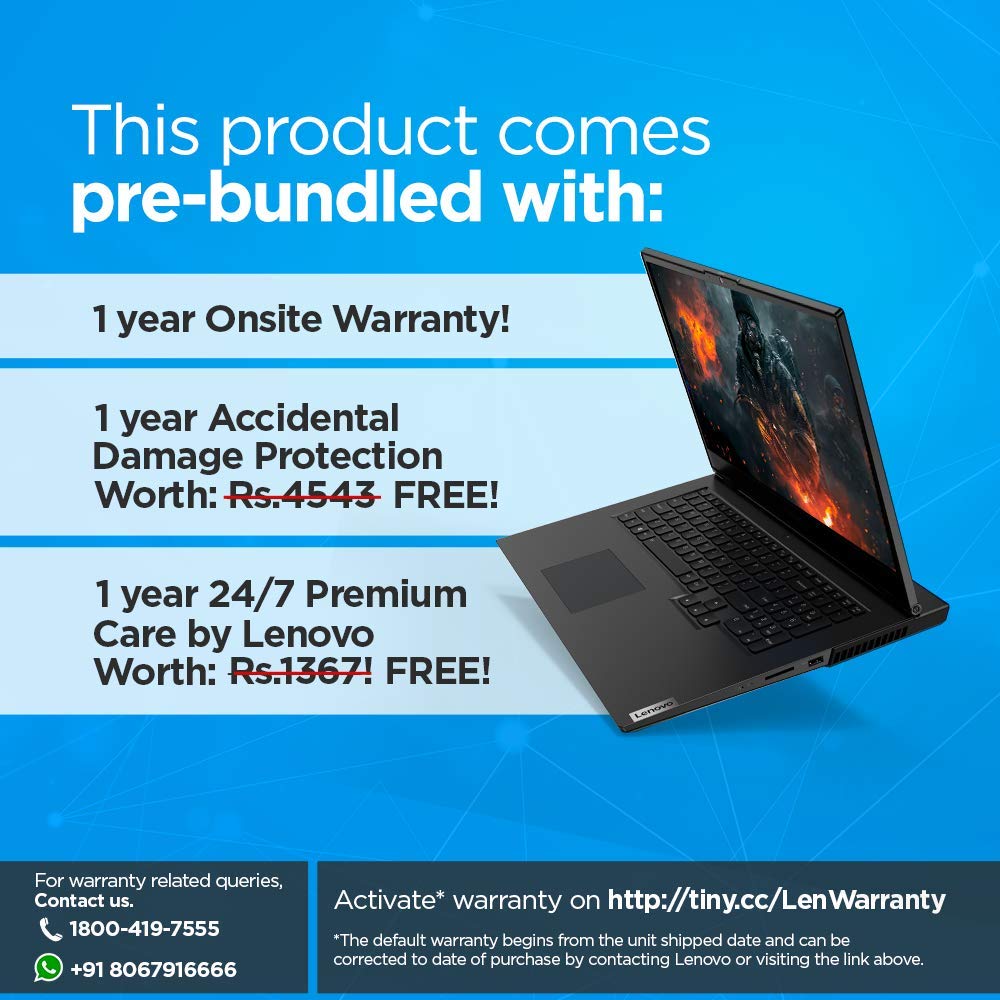 This product comes
pre-bundled with:
1 year Onsite Warranty!
1 year Accidental
Damage Protection
Worth: Rs.4543 FREE!
1 year 24/7 Premium
Care by Lenovo
Worth: Rs.1367! FREE!
Lenovo
For warranty related queries,
Contact us.
1800-419-7555
+91 8067916666
Activate* warranty on http://tiny.cc/LenWarranty
*The default warranty begins from the unit shipped date and can be
corrected to date of purchase by contacting Lenovo or visiting the link above.